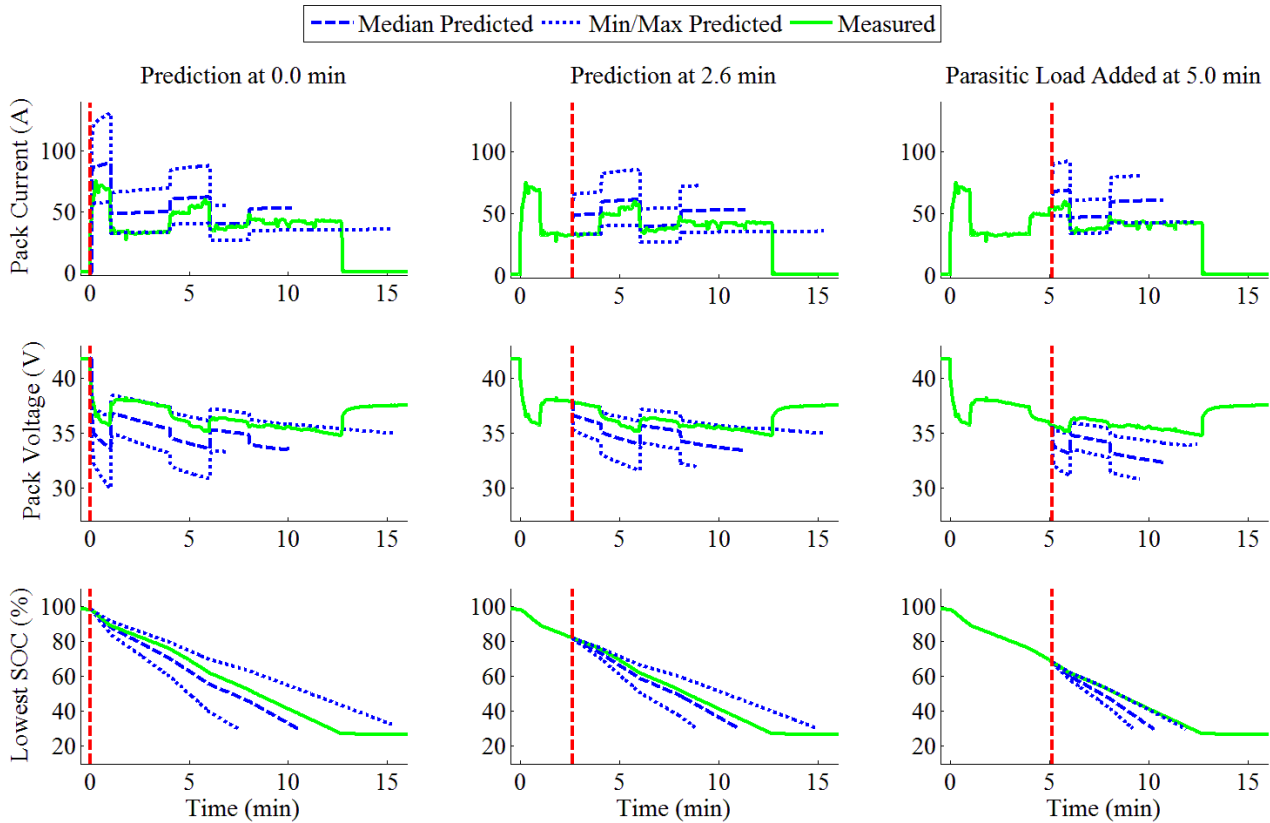 Median Predicted Min/Max Predicted Measured
Prediction at 0.0 min Prediction at 2.6 min Parasitic Load Added at 5.0 min
Pack Current (A)
100
50
0
0 5 10 15
100
50
0
0 5 10 15
100
50
0
0 5 10 15
Pack Voltage (V)
40
35
30
0 5 10 15
40
35
30
0 5 10 15
40
35
30
0 5 10 15
Lowest SOC (%)
100
80
60
40
20
0 5 10 15
Time (min)
100
80
60
40
20
0 5 10 15
Time (min)
100
80
60
40
20
0 5 10 15
Time (min)